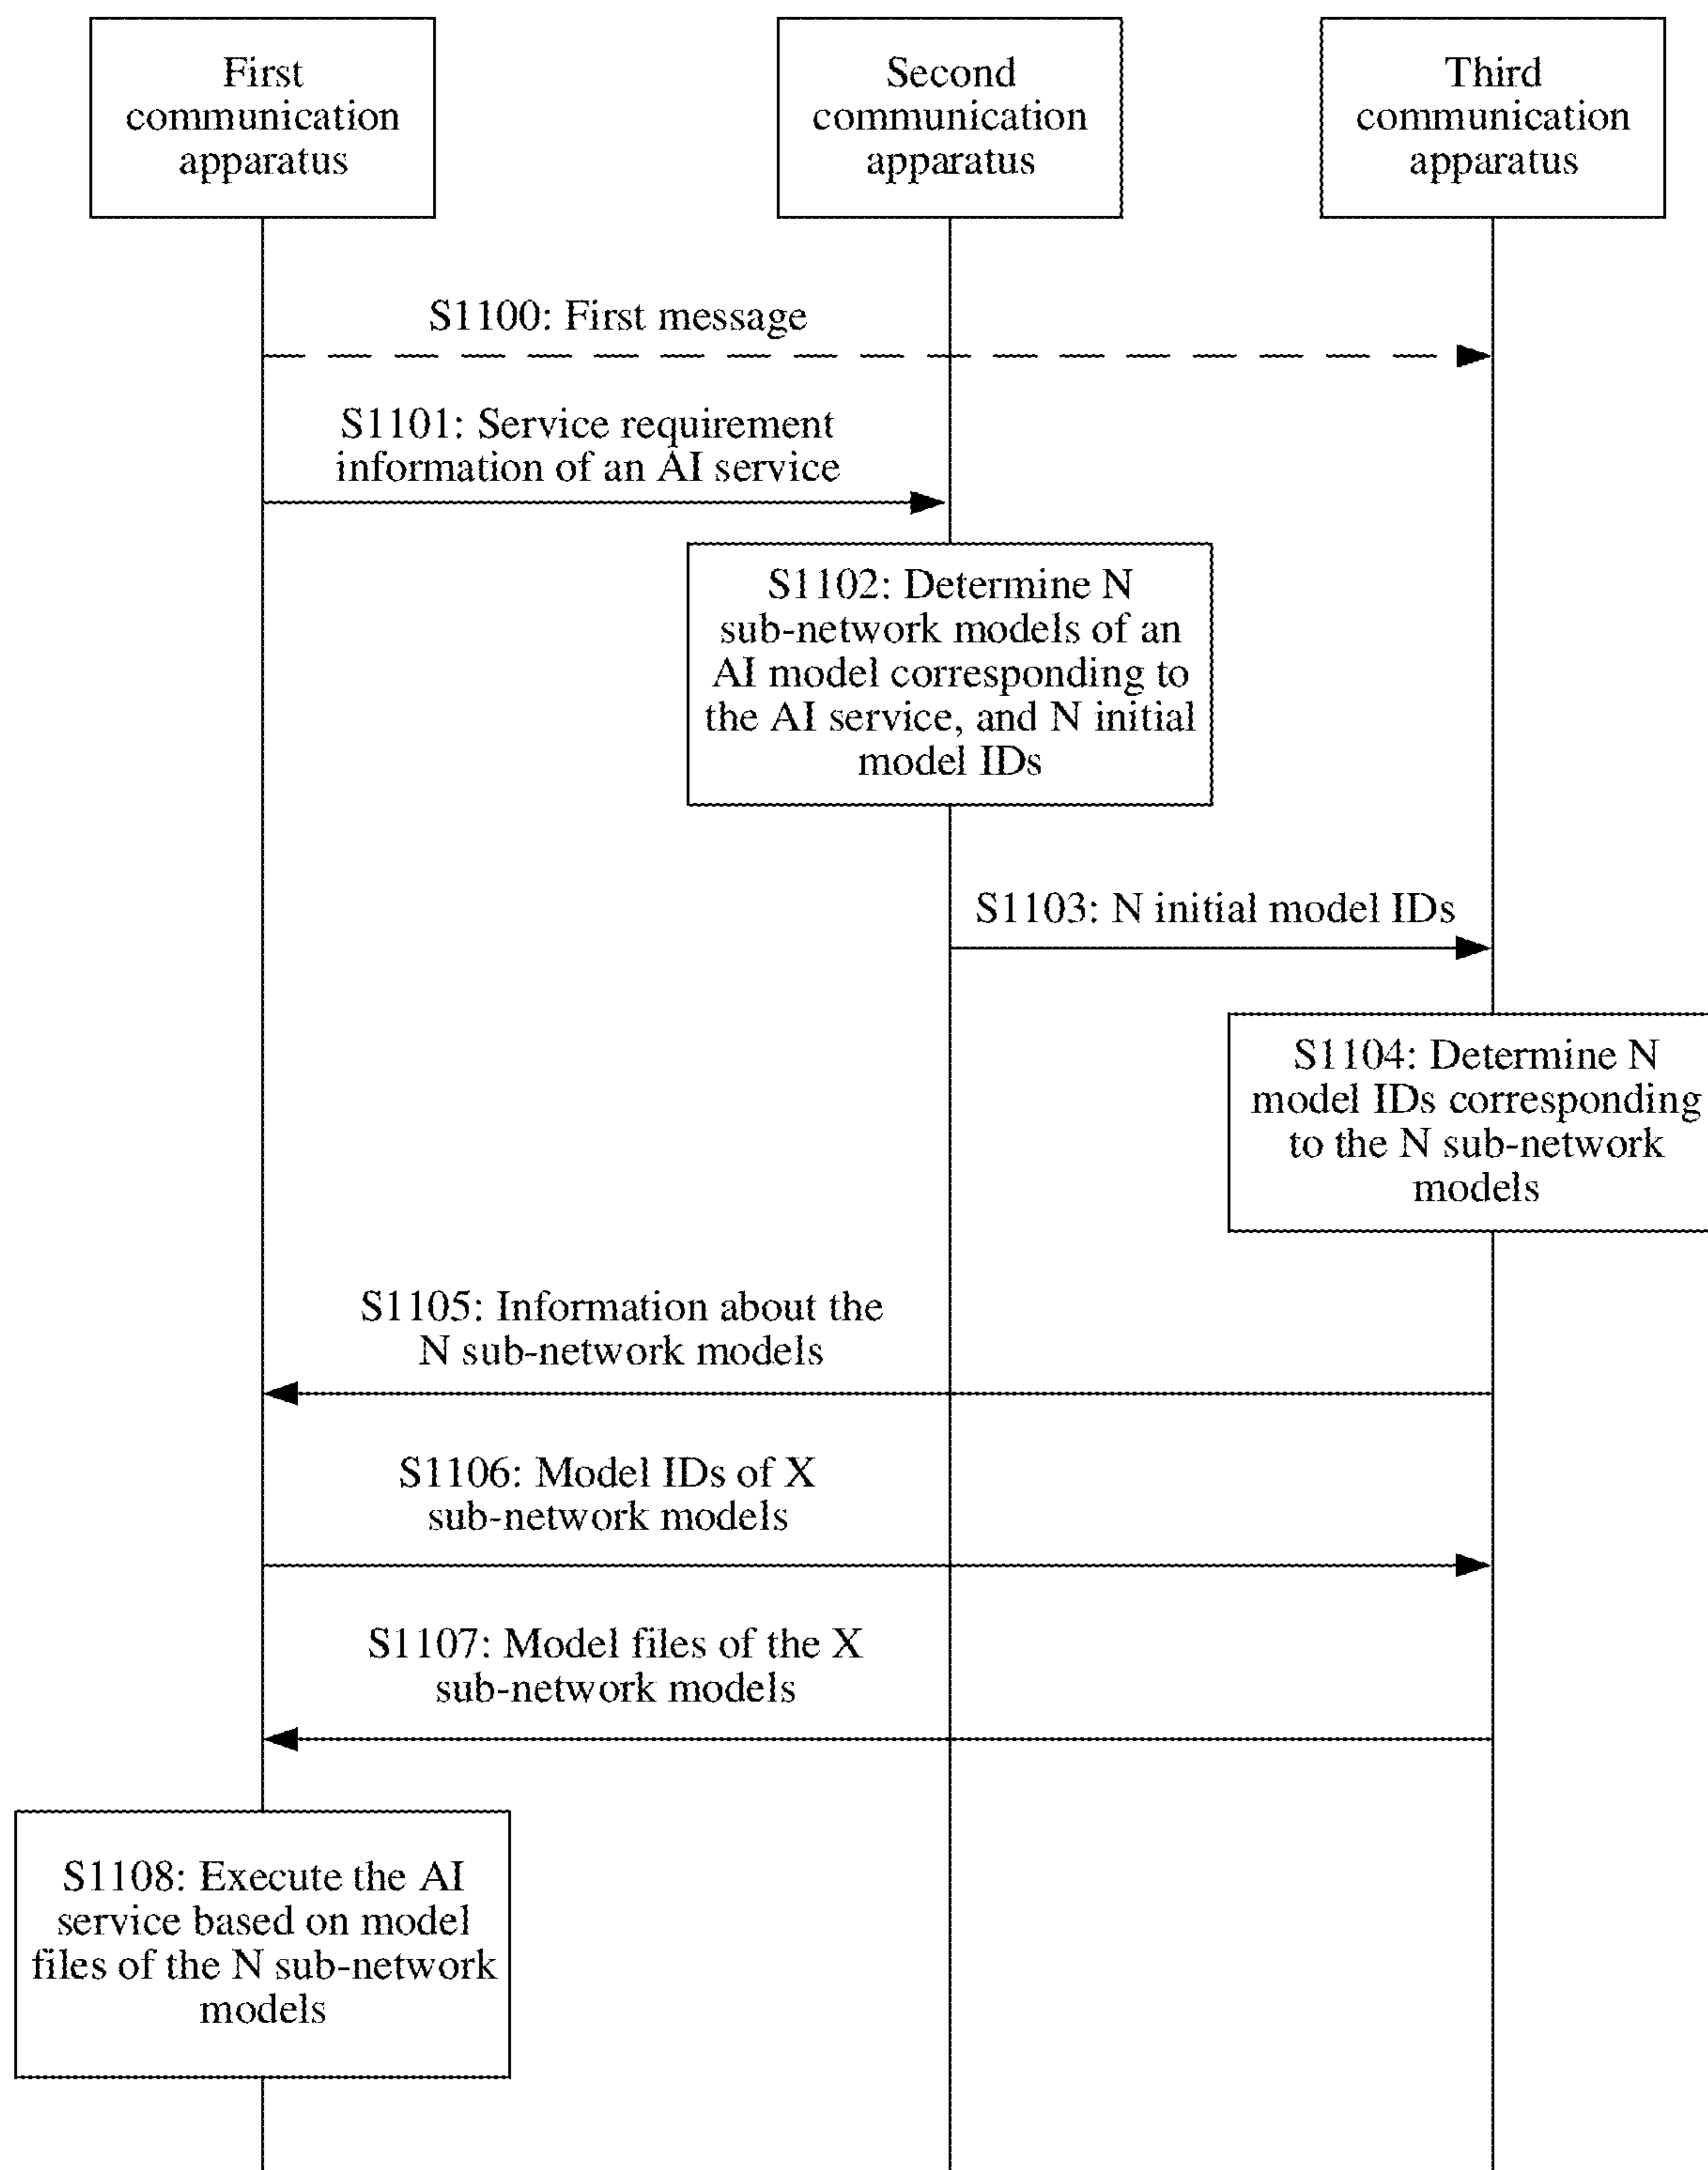 First
communication
apparatus
Second
communication
apparatus
Third
communication
apparatus
S1100: First message
S1101: Service requirement
information of an AI service
S1102: Determine N
sub-network models of an
AI model corresponding to
the AI service, and N initial
model IDs
S1103: N initial model IDs
S1104: Determine N
model IDs corresponding
to the N sub-network
models
S1105: Information about the
N sub-network models
S1106: Model IDs of X
sub-network models
S1107: Model files of the X
sub-network models
S1108: Execute the AI
service based on model
files of the N sub-network
models